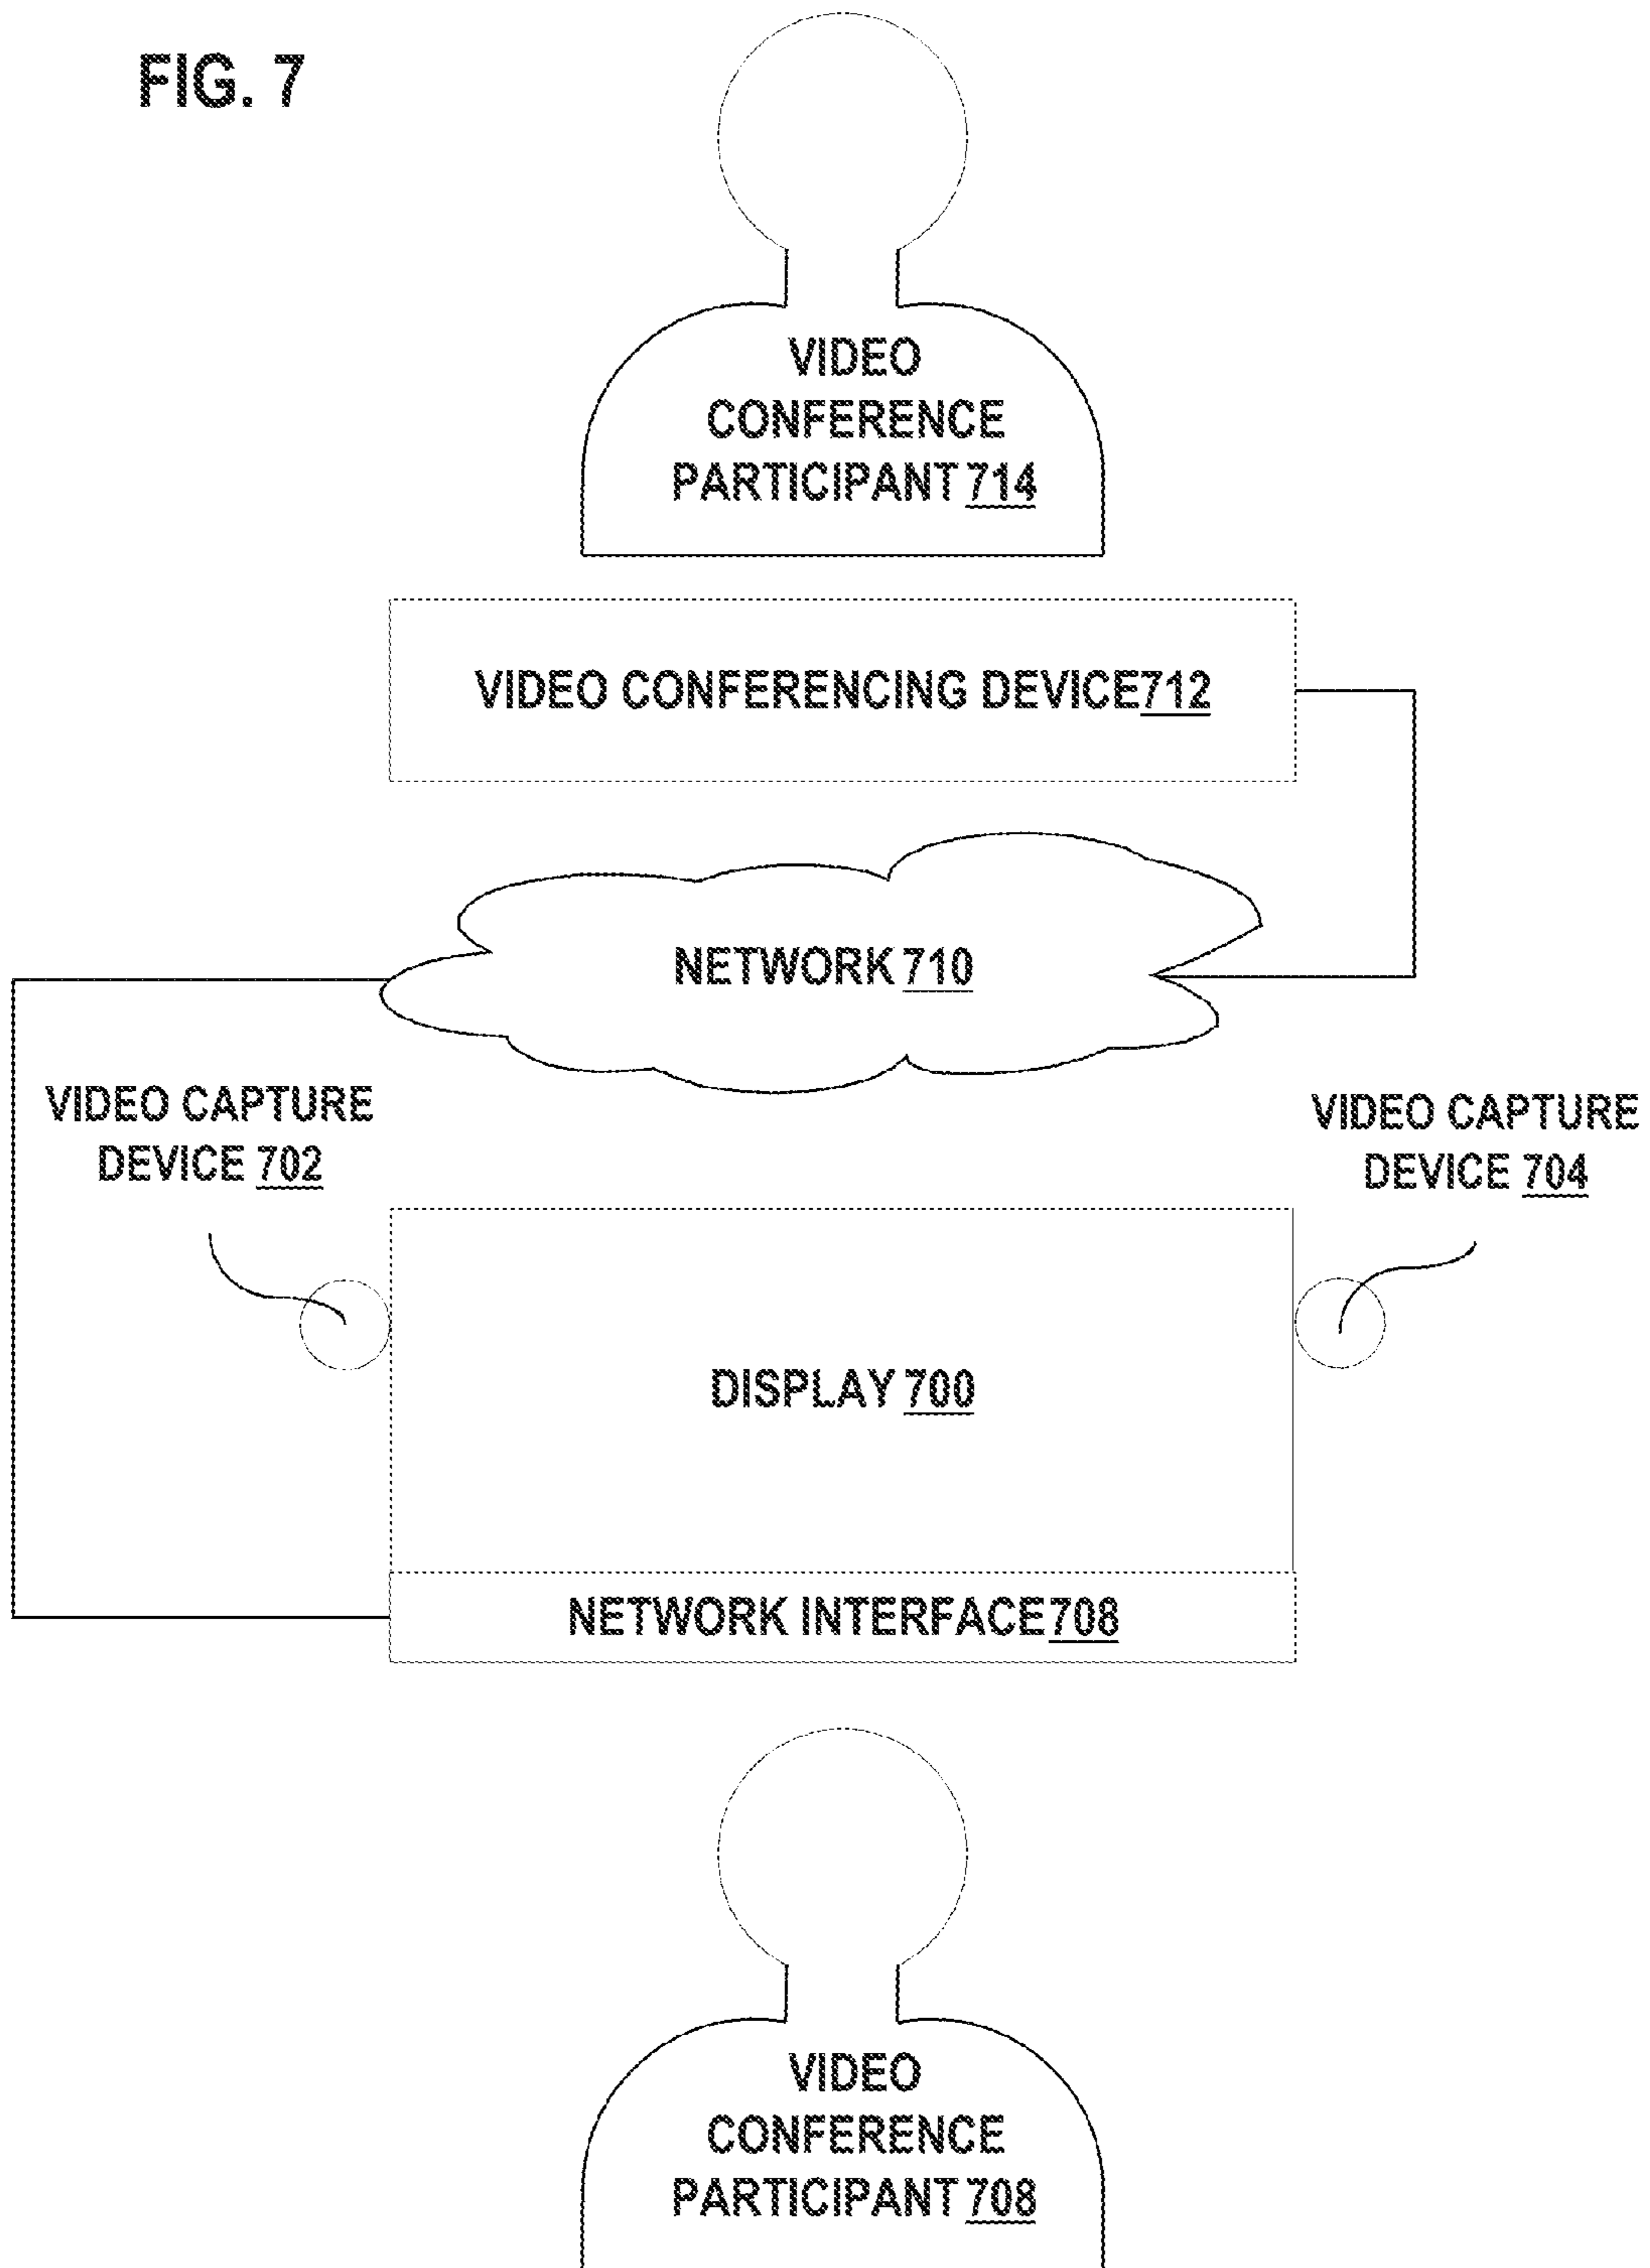 FIG. 7
VIDEO
CONFERENCE
PARTICIPANT 714
VIDEO CONFERENCING DEVICE712
NETWORK 710
VIDEO CAPTURE
DEVICE 702
VIDEO CAPTURE
DEVICE 704
DISPLAY 700
NETWORK INTERFACE708
VIDEO
CONFERENCE
PARTICIPANT 708